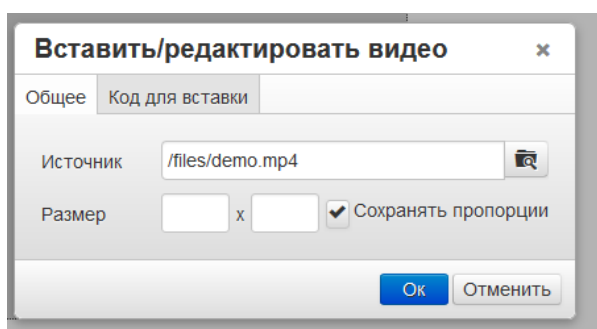 Вставить/редактировать видео ×
Общее Код для вставки
Источник /files/demo.mp4
Размер x Сохранять пропорции
Ок Отменить